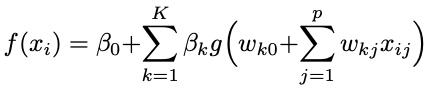 f(x_i) = β_0+∑_{k=1}^{K} β_k g(w_{k0}+∑_{j=1}^{p} w_{kj}x_{ij})